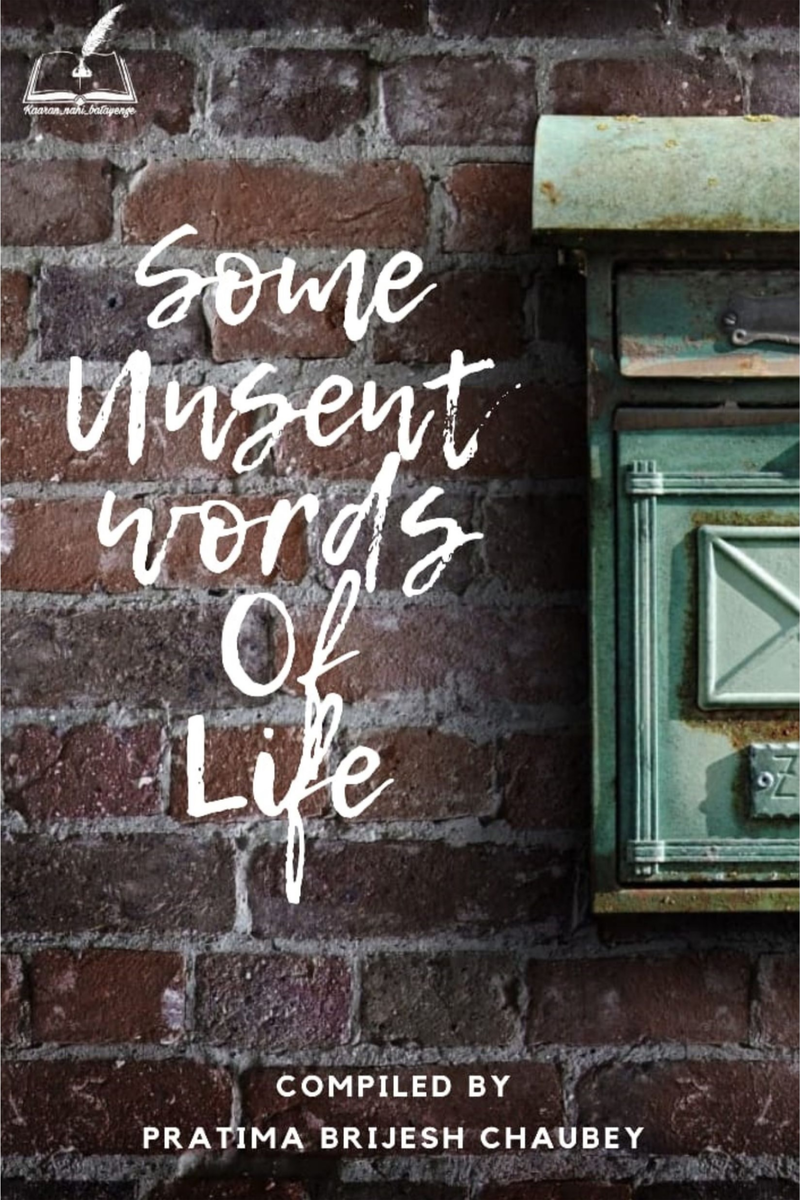 Kaaran_nahi_batayenge
Some
Unsent
words
Of
Life
COMPILED BY
PRATIMA BRIJESH CHAUBEY